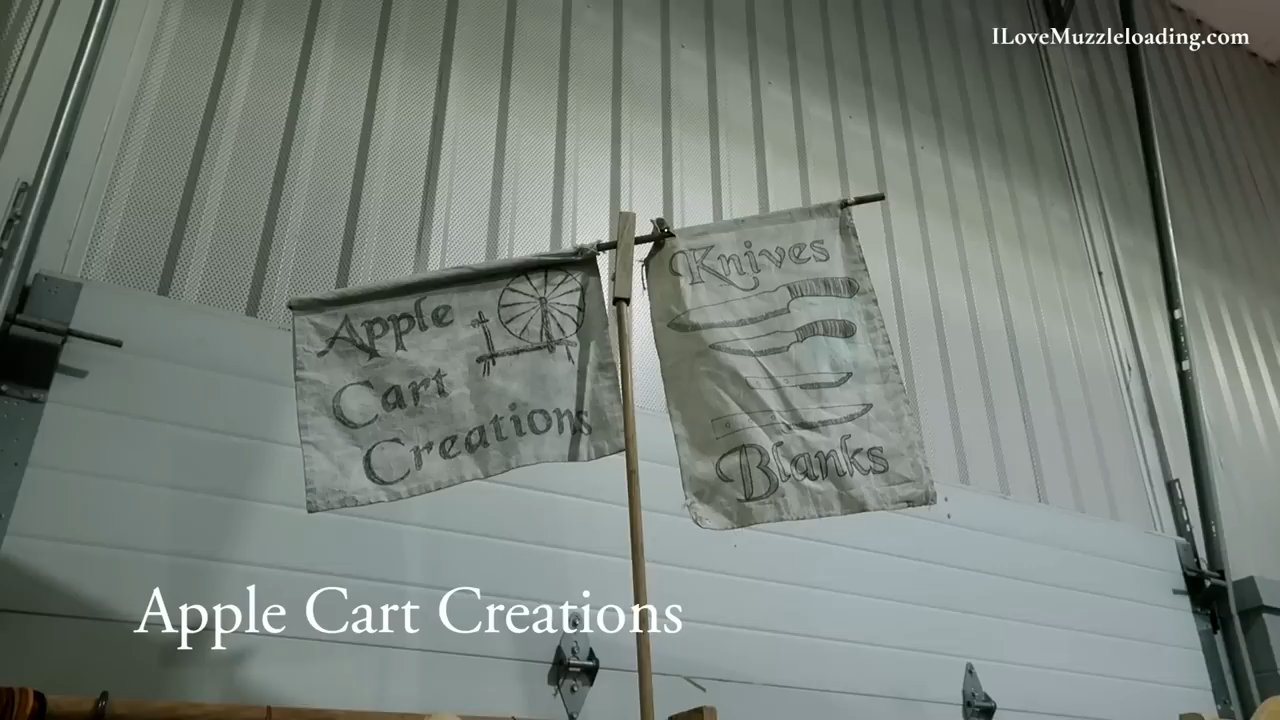 ILoveMuzzleloading.com
Apple
Cart
Creations
Knives
Blanks
Apple Cart Creations